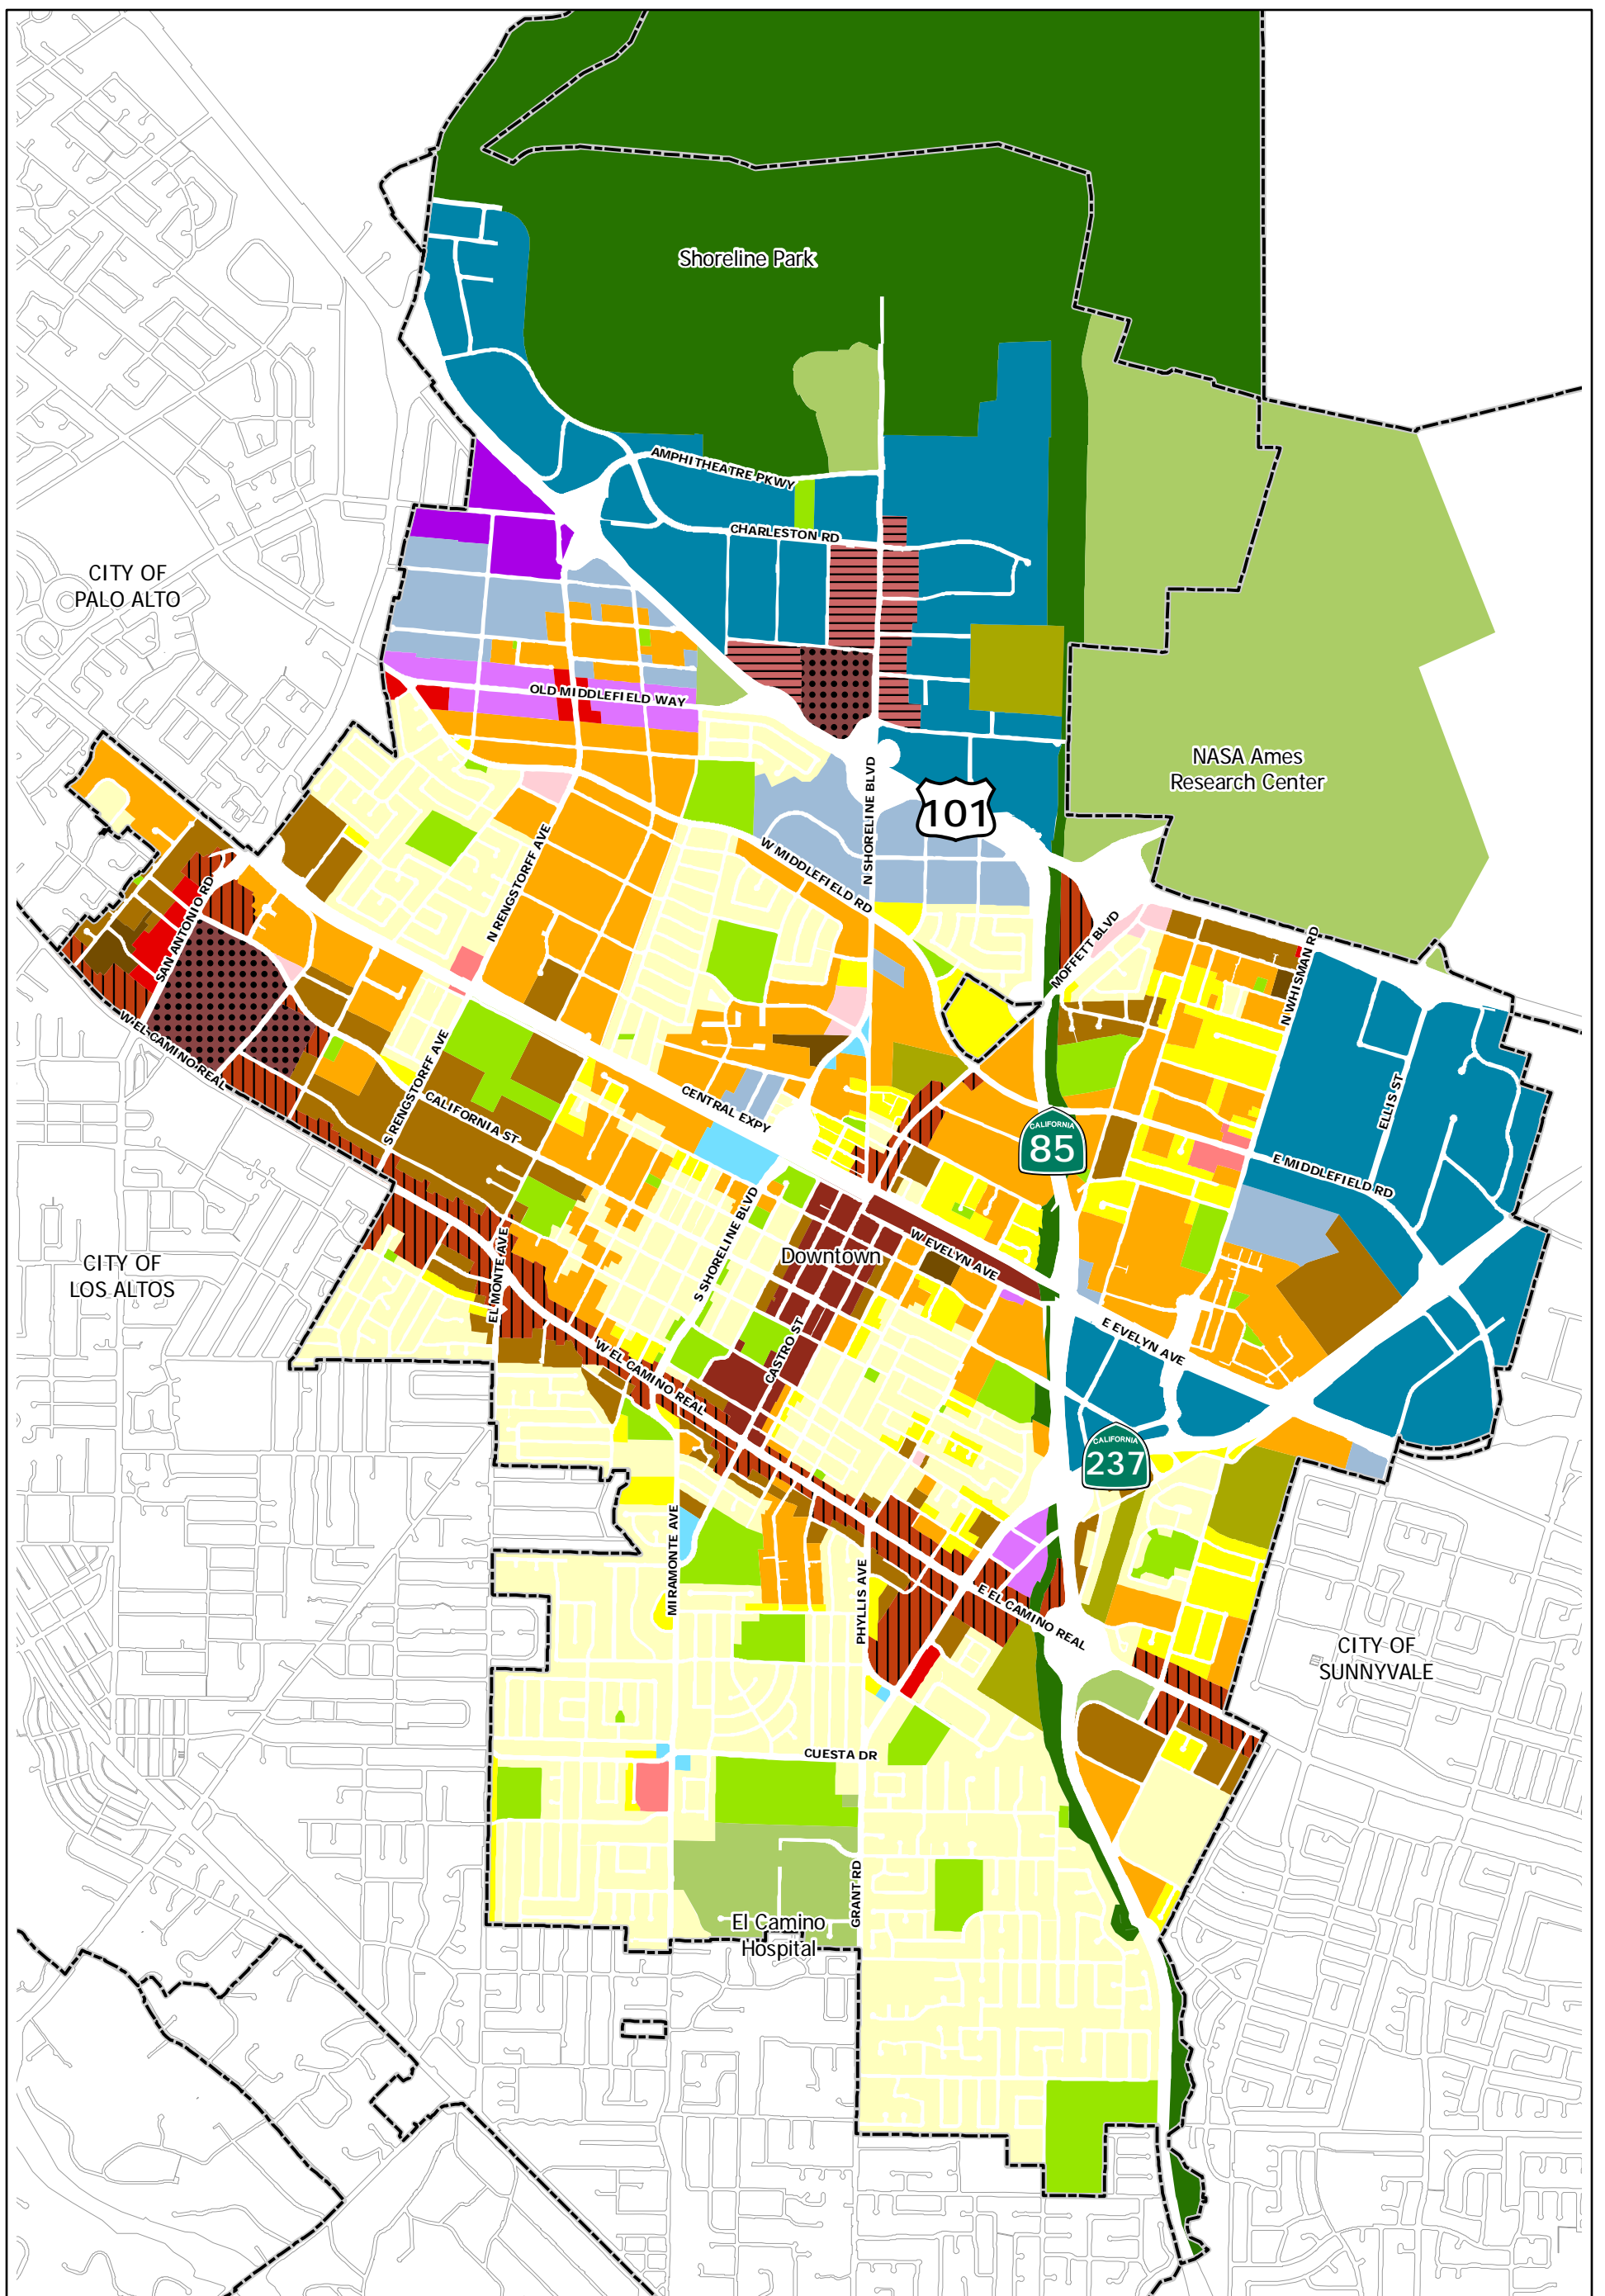 Shoreline Park
AMPHITHEATRE PKWY
CHARLESTON RD
CITY OF
PALO ALTO
OLD MIDDLEFIELD WAY
NASA Ames
Research Center
N SHORELINE BLVD
101
W MIDDLEFIELD RD
N RENGSTORFF AVE
SAN ANTONIO RD
MOFFETT BLVD
N WHISMAN RD
W EL CAMINO REAL
S RENGSTORFF AVE
CALIFORNIA ST
CENTRAL EXPY
ELLIS ST
CALIFORNIA
85
E MIDDLEFIELD RD
S SHORELINE BLVD
Downtown
W EVELYN AVE
CITY OF
LOS ALTOS
EL MONTE AVE
CASTRO ST
E EVELYN AVE
W EL CAMINO REAL
CALIFORNIA
237
MIRAMONTE AVE
PHYLLIS AVE
E EL CAMINO REAL
CITY OF
SUNNYVALE
CUESTA DR
GRANT RD
El Camino
Hospital